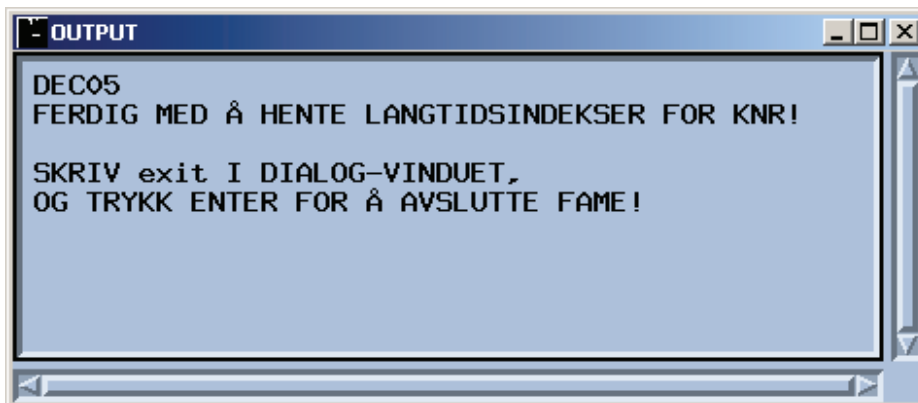 OUTPUT
DEC05
FERDIG MED Å HENTE LANGTIDSINDEKSER FOR KNR!
SKRIV exit I DIALOG-VINDUET,
OG TRYKK ENTER FOR Å AVSLUTTE FAME!